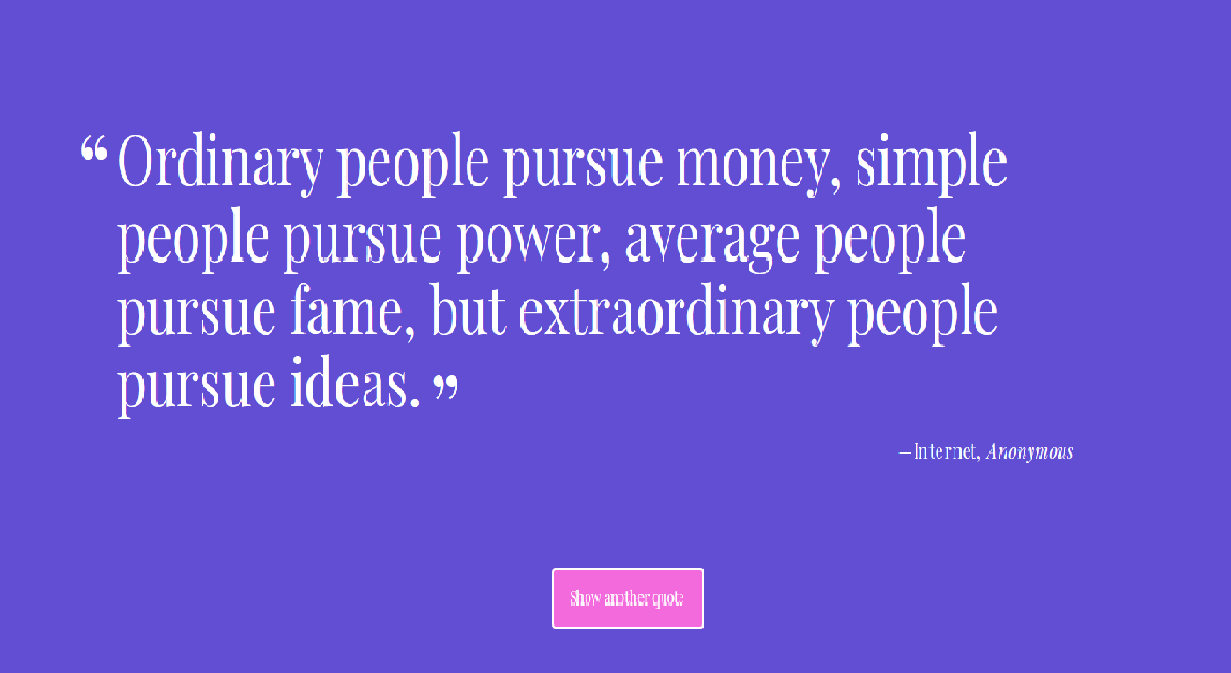 “Ordinary people pursue money, simple
people pursue power, average people
pursue fame, but extraordinary people
pursue ideas.”
– Internet, Anonymous
Show another quote